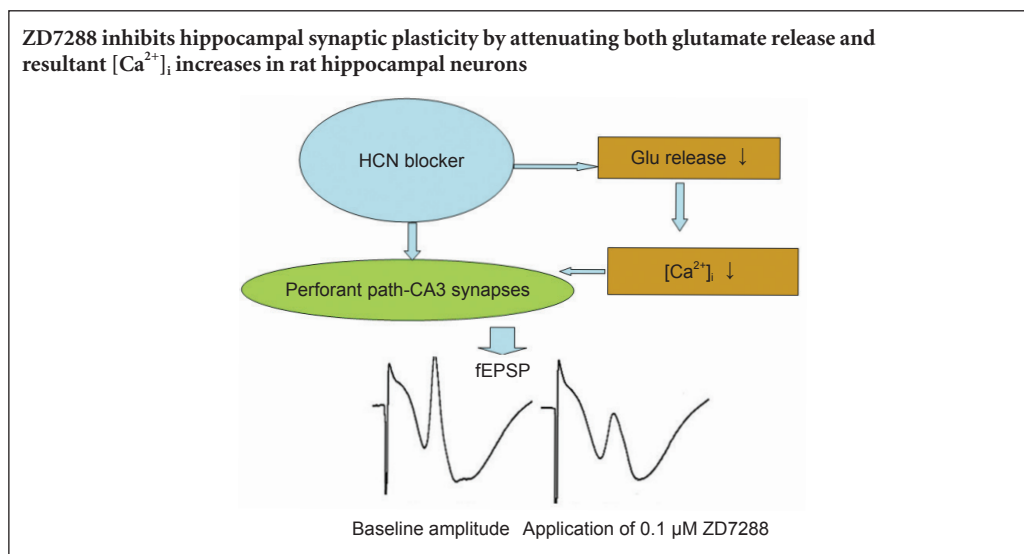 ZD7288 inhibits hippocampal synaptic plasticity by attenuating both glutamate release and
resultant [Ca²⁺]ᵢ increases in rat hippocampal neurons
HCN blocker
Glu release ↓
[Ca²⁺]ᵢ ↓
Perforant path-CA3 synapses
fEPSP
Baseline amplitude
Application of 0.1 µM ZD7288